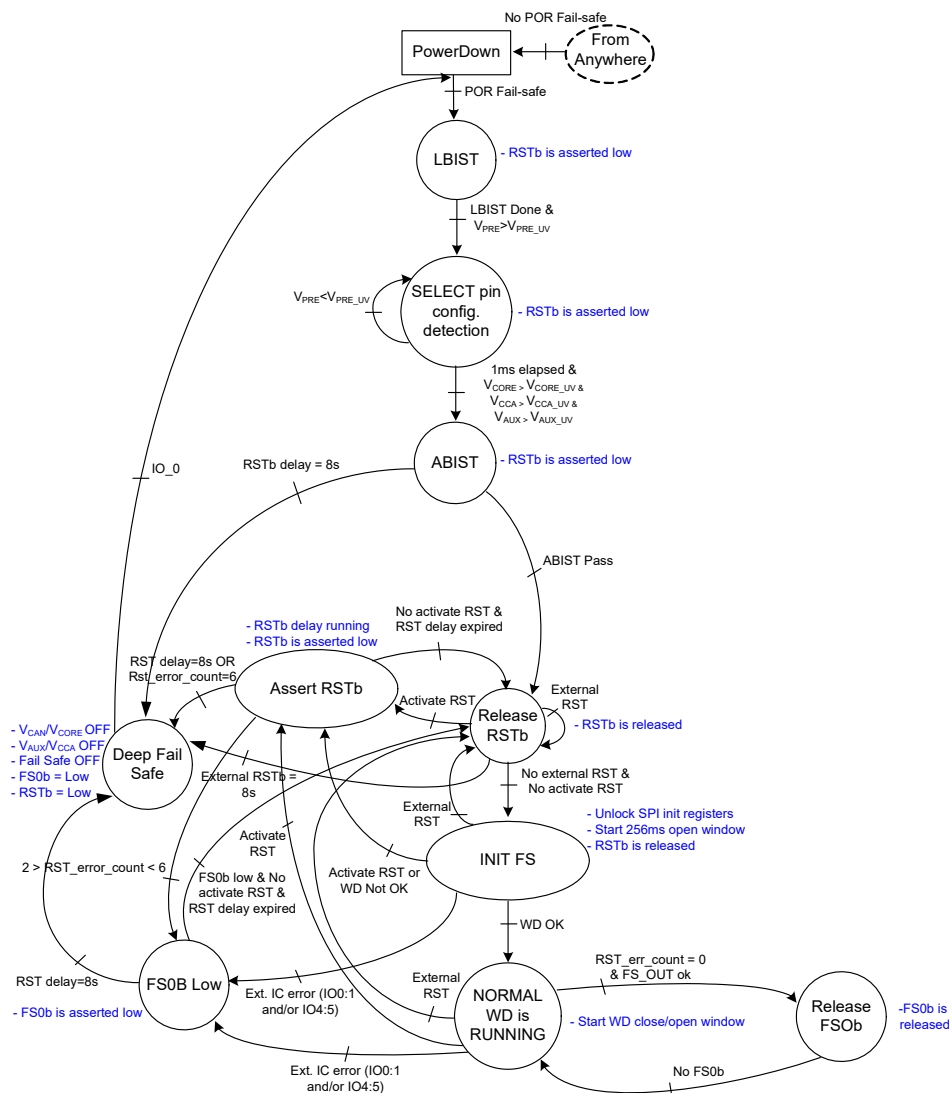 No POR Fail-safe
From
Anywhere
PowerDown
POR Fail-safe
LBIST
- RSTb is asserted low
LBIST Done &
VPRE>VPRE_UV
VPRE<VPRE_UV
SELECT pin
config.
detection
- RSTb is asserted low
1ms elapsed &
VCORE > VCORE_UV &
VCCA > VCCA_UV &
VAUX > VAUX_UV
ABIST
- RSTb is asserted low
RSTb delay = 8s
IO_0
ABIST Pass
- RSTb delay running
- RSTb is asserted low
No activate RST &
RST delay expired
RST delay=8s OR
Rst_error_count=6
Assert RSTb
Activate RST
Release
RSTb
External
RST
- RSTb is released
- VCAN/VCORE OFF
- VAUX/VCCA OFF
- Fail Safe OFF
- FS0b = Low
- RSTb = Low
Deep Fail
Safe
External RSTb =
8s
No external RST &
No activate RST
External
RST
- Unlock SPI init registers
- Start 256ms open window
- RSTb is released
Activate
RST
INIT FS
2 > RST_error_count < 6
FS0b low & No
activate RST &
RST delay expired
Activate RST or
WD Not OK
WD OK
RST delay=8s
FS0B Low
- FS0b is asserted low
Ext. IC error (IO0:1
and/or IO4:5)
External
RST
NORMAL
WD is
RUNNING
RST_err_count = 0
& FS_OUT ok
- Start WD close/open window
Release
FSOb
-FS0b is
released
No FS0b
Ext. IC error (IO0:1
and/or IO4:5)